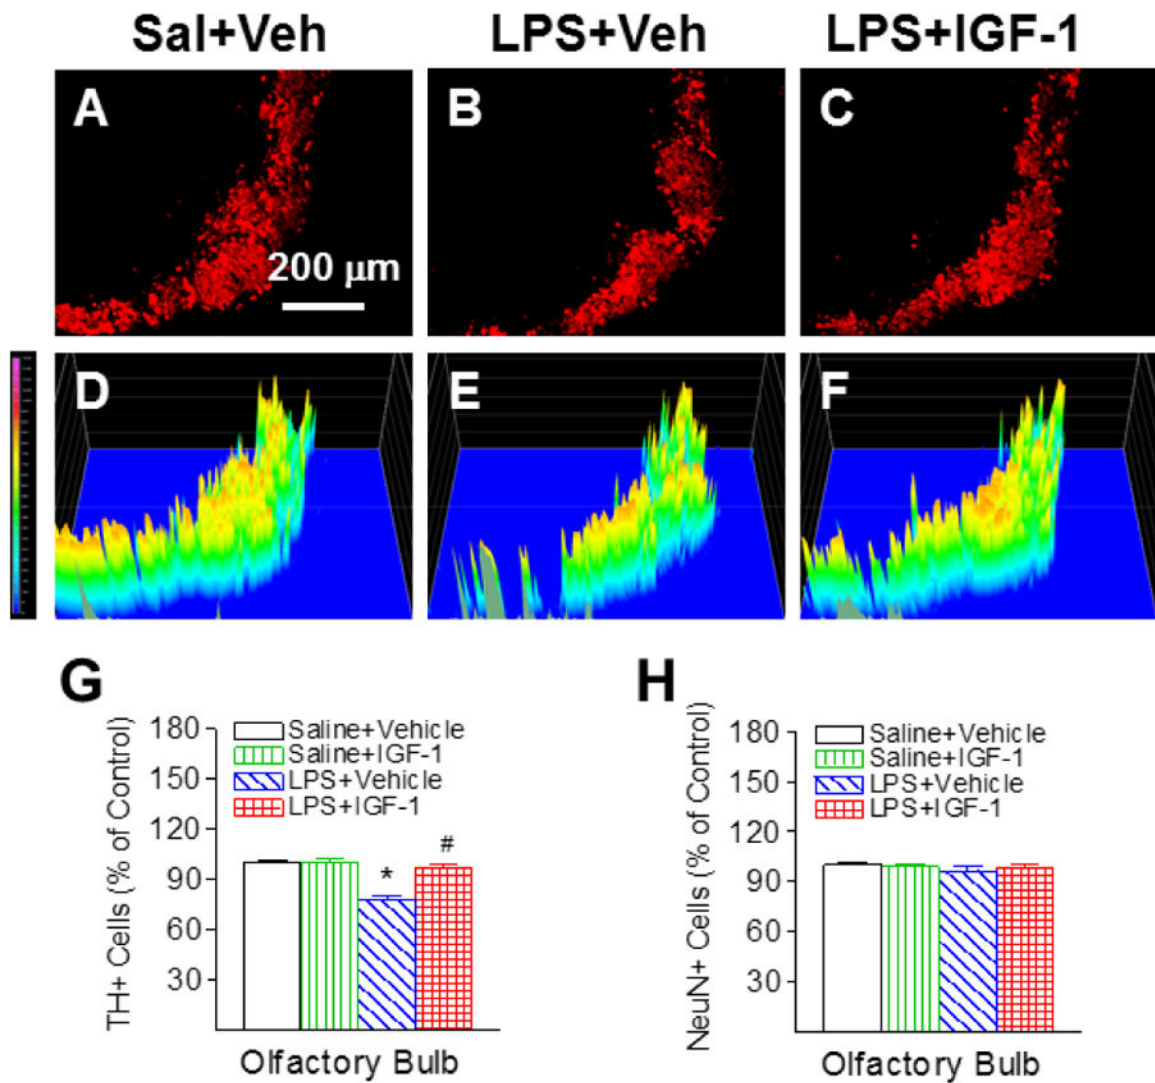 Sal+Veh LPS+Veh LPS+IGF-1
A B C
200 μm
D E F
G H
TH+ Cells (% of Control)
180
150
120
90
60
30
Saline+Vehicle
Saline+IGF-1
LPS+Vehicle
LPS+IGF-1
*
#
Olfactory Bulb
NeuN+ Cells (% of Control)
180
150
120
90
60
30
Saline+Vehicle
Saline+IGF-1
LPS+Vehicle
LPS+IGF-1
Olfactory Bulb